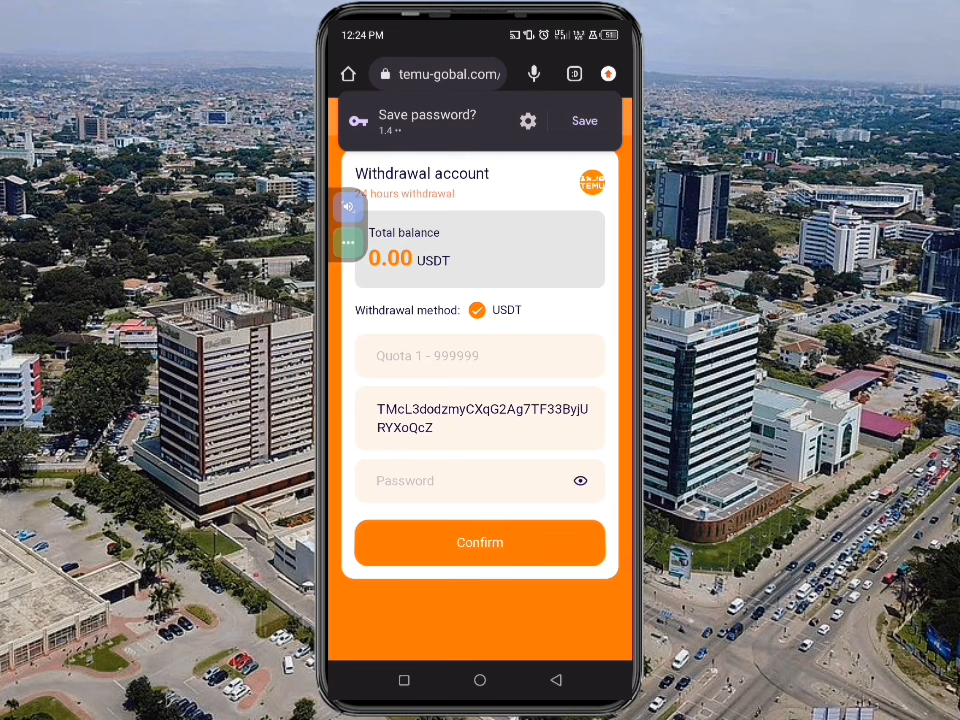 12:24 PM
temu-gobal.com/
:D
Save password?
1.4 ••
Save
Withdrawal account
24 hours withdrawal
TEMU
Total balance
0.00 USDT
Withdrawal method: USDT
Quota 1 - 999999
TMcL3dodzmyCXqG2Ag7TF33ByjU
RYXoQcZ
Password
Confirm